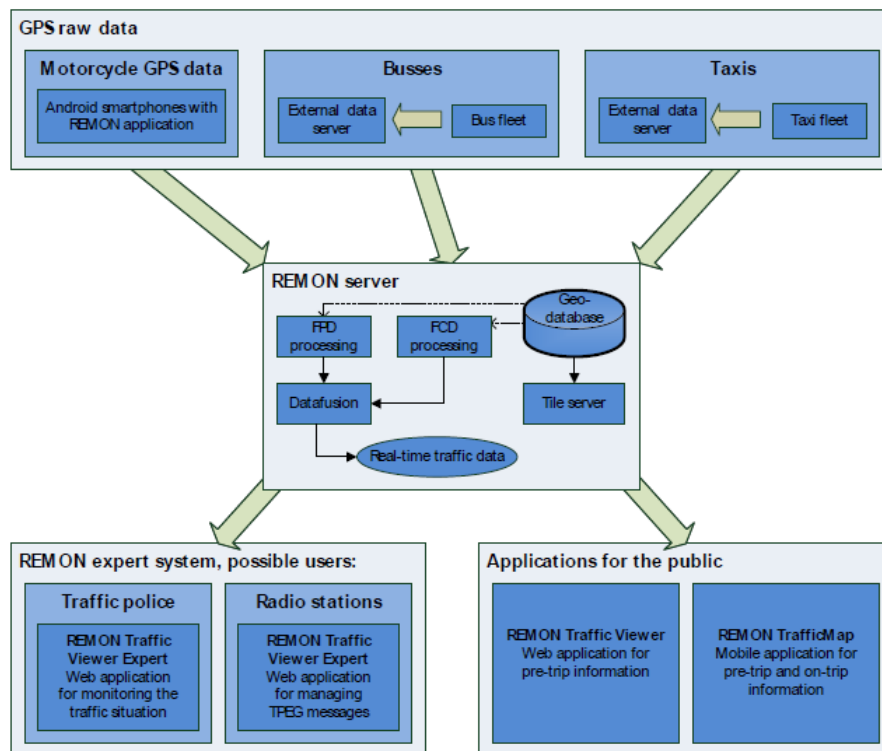 GPS raw data
Motorcycle GPS data
Android smartphones with
REMON application
Busses
External data
server
Bus fleet
Taxis
External data
server
Taxi fleet
REMON server
FPD
processing
FCD
processing
Geo-
database
Datafusion
Tile server
Real-time traffic data
REMON expert system, possible users:
Traffic police
REMON Traffic
Viewer Expert
Web application
for monitoring the
traffic situation
Radio stations
REMON Traffic
Viewer Expert
Web application
for managing
TPEG messages
Applications for the public
REMON Traffic Viewer
Web application for
pre-trip information
REMON TrafficMap
Mobile application for
pre-trip and on-trip
information